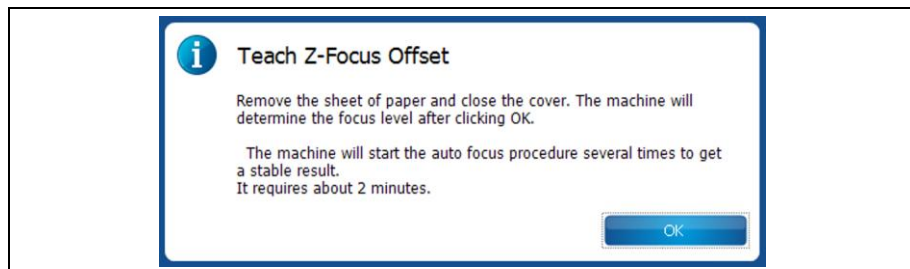 Teach Z-Focus Offset
Remove the sheet of paper and close the cover. The machine will
determine the focus level after clicking OK.
The machine will start the auto focus procedure several times to get
a stable result.
It requires about 2 minutes.
OK